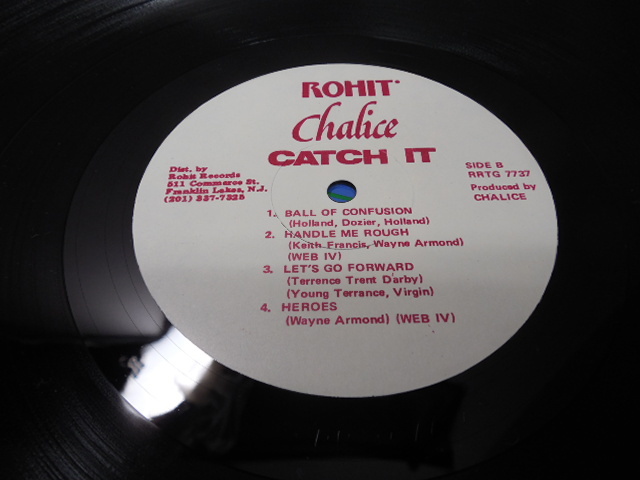 ROHIT
Chalice
CATCH IT
Dist. by
Rohit Records
511 Commerce St.
Franklin Lakes, N.J.
(201) 337-7325
SIDE B
RRTG 7737
Produced by
CHALICE
1. BALL OF CONFUSION
(Holland, Dozier, Holland)
2. HANDLE ME ROUGH
(Keith Francis, Wayne Armond)
(WEB IV)
3. LET'S GO FORWARD
(Terrence Trent D'arby)
(Young Terrance, Virgin)
4. HEROES
(Wayne Armond) (WEB IV)